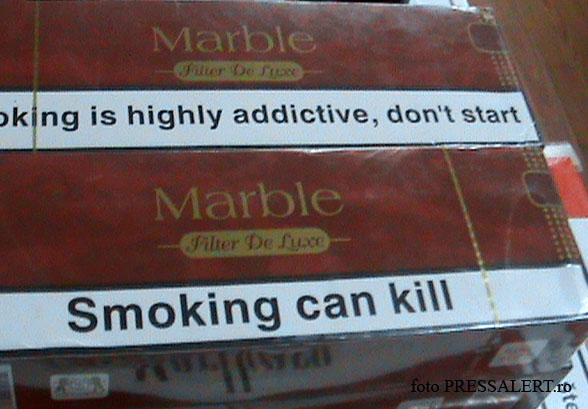 Marble
Filter De Luxe
oking is highly addictive, don't start
Marble
Filter De Luxe
Smoking can kill
Marlboro
foto PRESSALERT.ro